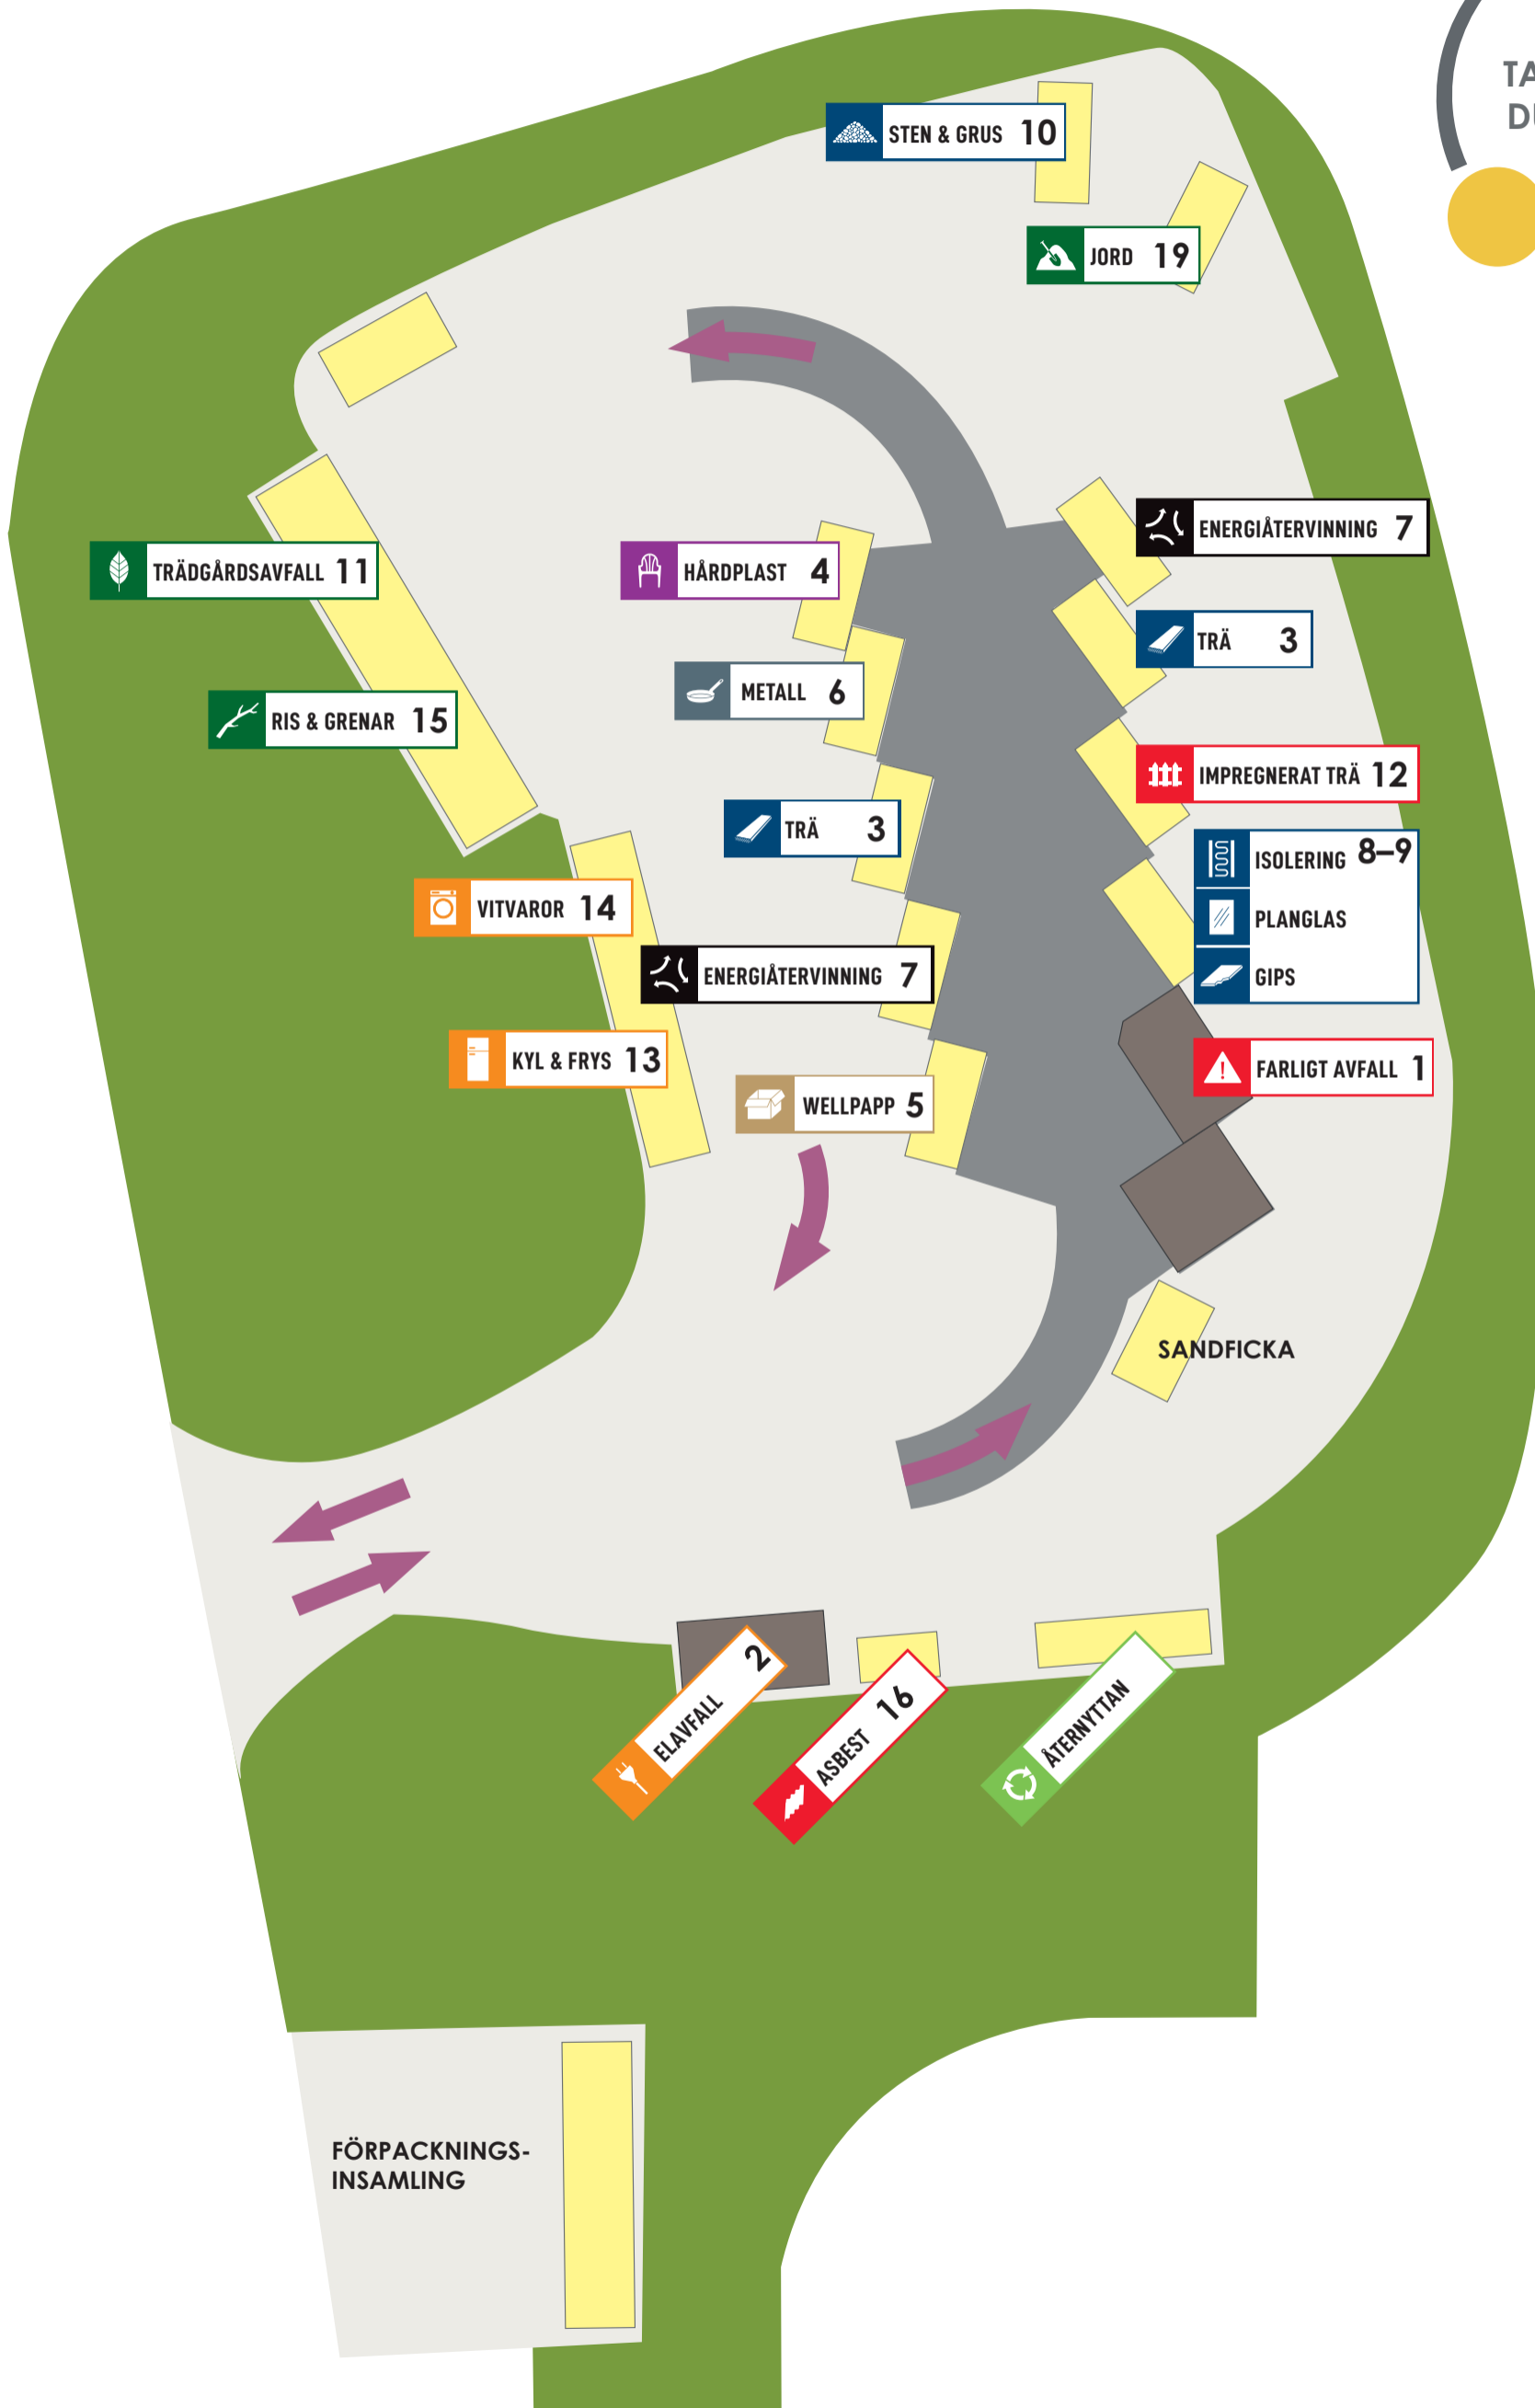 STEN & GRUS 10
JORD 19
ENERGIÅTERVINNING 7
TRÄDGÅRDSAVFALL 11
HÅRDPLAST 4
TRÄ 3
METALL 6
RIS & GRENAR 15
IMPREGNERAT TRÄ 12
TRÄ 3
ISOLERING 8–9
PLANGLAS
GIPS
VITVAROR 14
ENERGIÅTERVINNING 7
KYL & FRYS 13
FARLIGT AVFALL 1
WELLPAPP 5
SANDFICKA
ELAVFALL 2
ASBEST 16
ÅTERNYTTAN
FÖRPACKNINGS-
INSAMLING